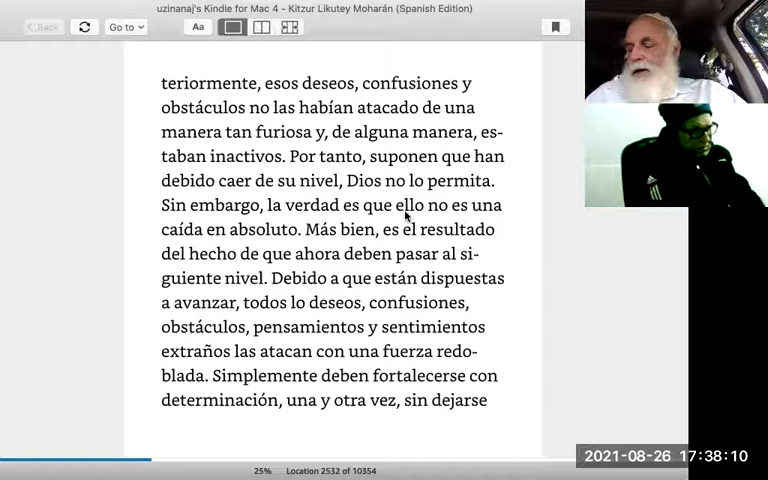 uzinanaj's Kindle for Mac 4 - Kitzur Likutey Moharán (Spanish Edition)
< Back
Go to
Aa
teriormente, esos deseos, confusiones y
obstáculos no las habían atacado de una
manera tan furiosa y, de alguna manera, es-
taban inactivos. Por tanto, suponen que han
debido caer de su nivel, Dios no lo permita.
Sin embargo, la verdad es que ello no es una
caída en absoluto. Más bien, es el resultado
del hecho de que ahora deben pasar al si-
guiente nivel. Debido a que están dispuestas
a avanzar, todos lo deseos, confusiones,
obstáculos, pensamientos y sentimientos
extraños las atacan con una fuerza redo-
blada. Simplemente deben fortalecerse con
determinación, una y otra vez, sin dejarse
25% Location 2532 of 10354
2021-08-26 17:38:10